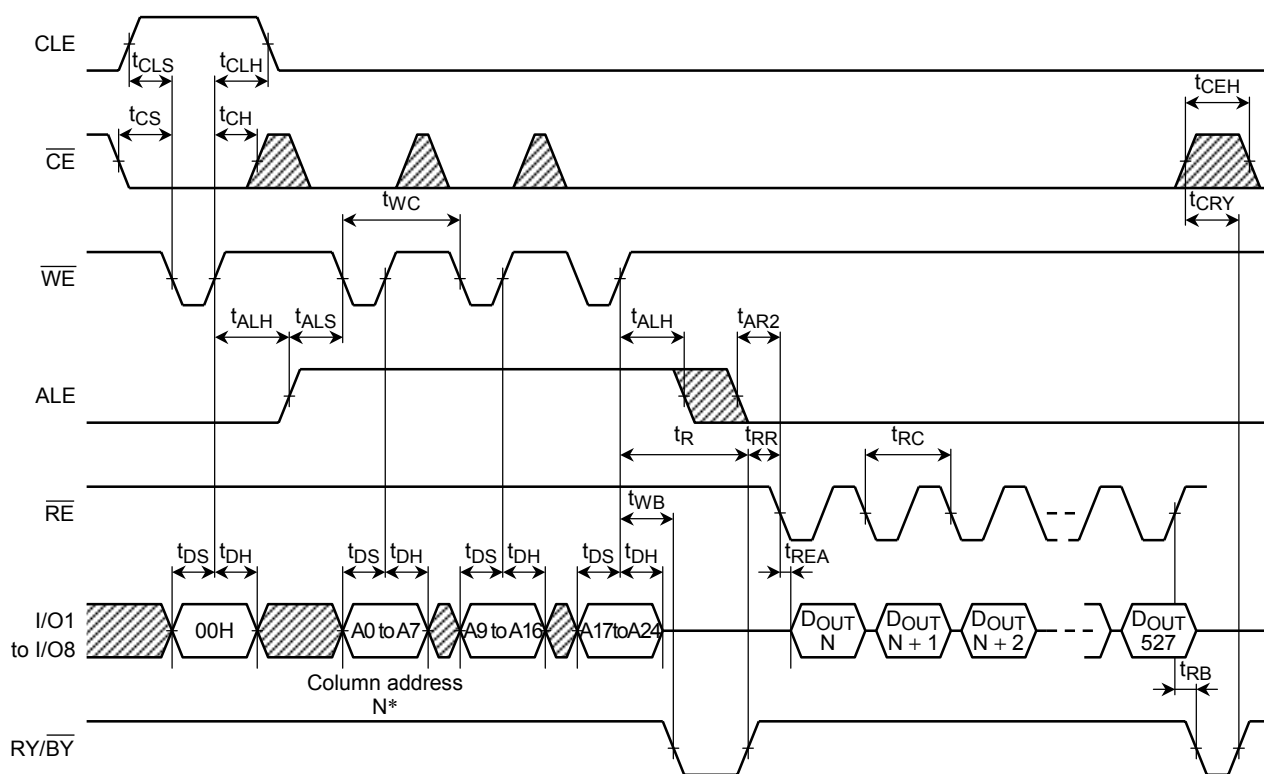 CLE
tCLS
tCLH
tCEH
tCS
tCH
CE
tWC
tCRY
WE
tALH
tALS
tALH
tAR2
ALE
tR
tRR
tRC
tWB
RE
tDS
tDH
tDS
tDH
tDS
tDH
tDS
tDH
tREA
I/O1
to I/O8
00H
A0 to A7
A9 to A16
A17 to A24
DOUT
N
DOUT
N + 1
DOUT
N + 2
DOUT
527
Column address
N*
tRB
RY/BY